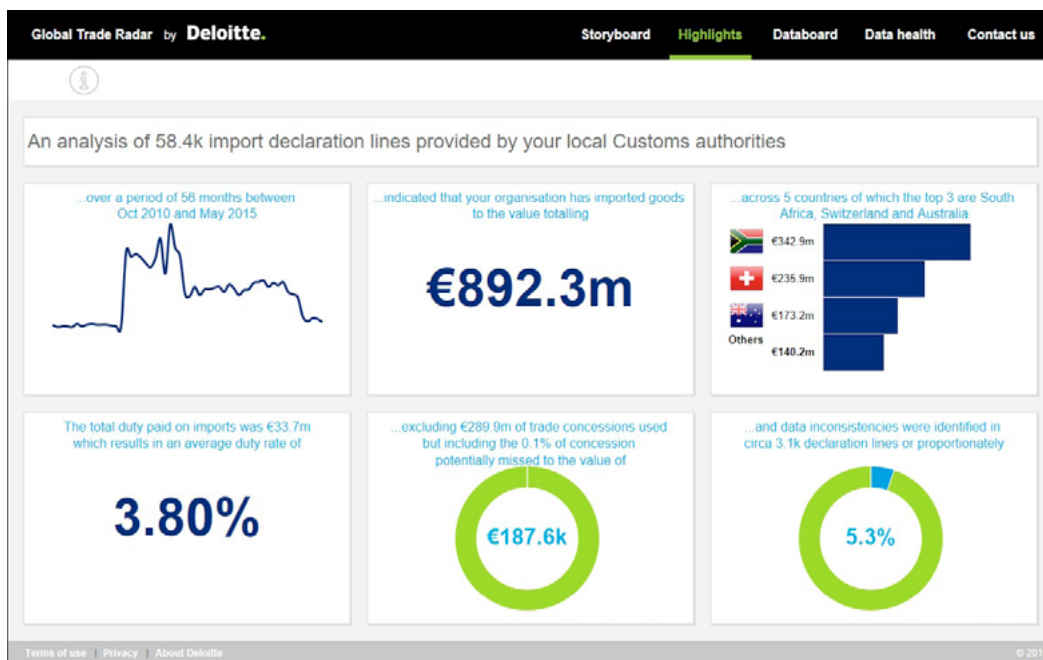 Global Trade Radar by Deloitte.
Storyboard Highlights Databoard Data health Contact us
i
An analysis of 58.4k import declaration lines provided by your local Customs authorities
...over a period of 56 months between
Oct 2010 and May 2015
...indicated that your organisation has imported goods
to the value totalling
€892.3m
...across 5 countries of which the top 3 are South
Africa, Switzerland and Australia
€342.9m
€235.9m
€173.2m
Others
€140.2m
The total duty paid on imports was €33.7m
which results in an average duty rate of
3.80%
...excluding €289.9m of trade concessions used
but including the 0.1% of concession
potentially missed to the value of
€187.6k
...and data inconsistencies were identified in
circa 3.1k declaration lines or proportionately
5.3%
Terms of use | Privacy | About Deloitte
© 201